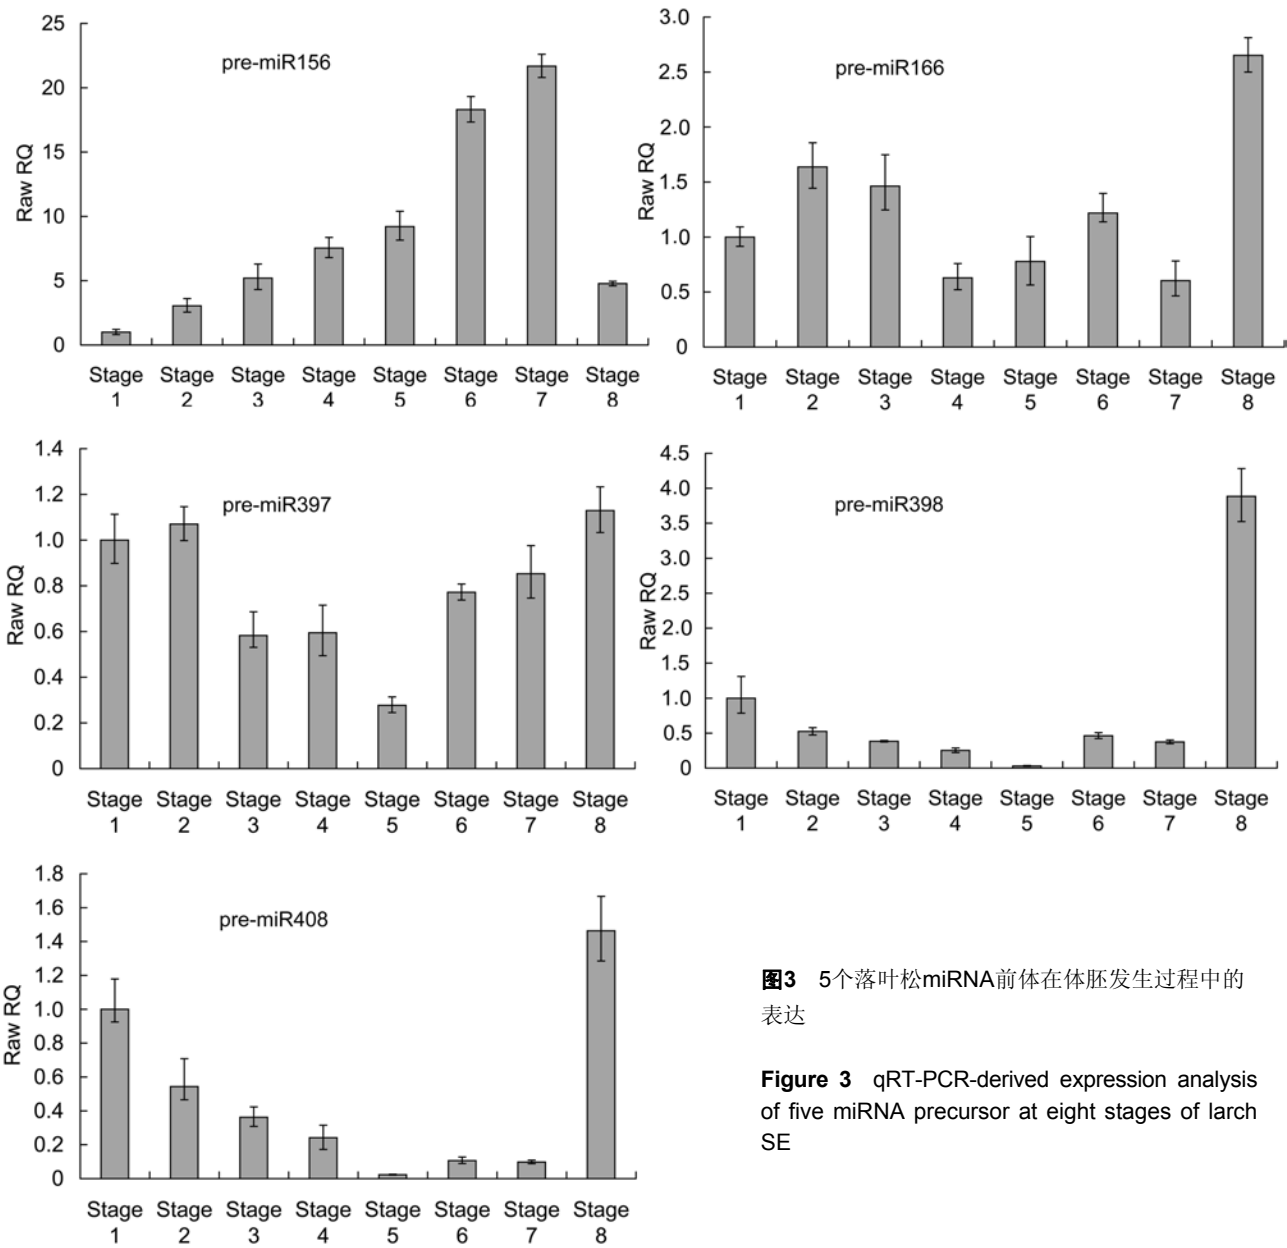 pre-miR156
Raw RQ
25
20
15
10
5
0
Stage Stage Stage Stage Stage Stage Stage Stage
1 2 3 4 5 6 7 8
pre-miR166
Raw RQ
3.0
2.5
2.0
1.5
1.0
0.5
0
Stage Stage Stage Stage Stage Stage Stage Stage
1 2 3 4 5 6 7 8
pre-miR397
Raw RQ
1.4
1.2
1.0
0.8
0.6
0.4
0.2
0
Stage Stage Stage Stage Stage Stage Stage Stage
1 2 3 4 5 6 7 8
pre-miR398
Raw RQ
4.5
4.0
3.5
3.0
2.5
2.0
1.5
1.0
0.5
0
Stage Stage Stage Stage Stage Stage Stage Stage
1 2 3 4 5 6 7 8
pre-miR408
Raw RQ
1.8
1.6
1.4
1.2
1.0
0.8
0.6
0.4
0.2
0
Stage Stage Stage Stage Stage Stage Stage Stage
1 2 3 4 5 6 7 8
图3 5个落叶松miRNA前体在体胚发生过程中的
表达
Figure 3 qRT-PCR-derived expression analysis
of five miRNA precursor at eight stages of larch
SE